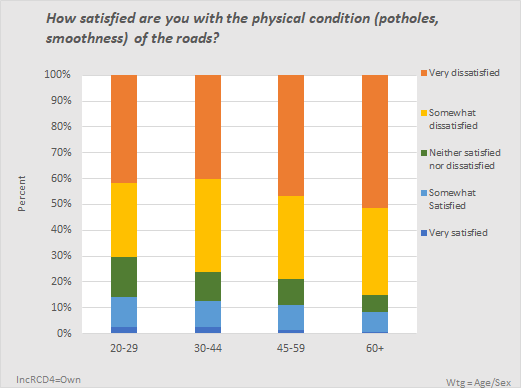 How satisfied are you with the physical condition (potholes,
smoothness) of the roads?
100%
90%
80%
70%
60%
50%
40%
30%
20%
10%
0%
Percent
20-29
30-44
45-59
60+
Very dissatisfied
Somewhat
dissatisfied
Neither satisfied
nor dissatisfied
Somewhat
Satisfied
Very satisfied
IncRCD4=Own
Wtg = Age/Sex